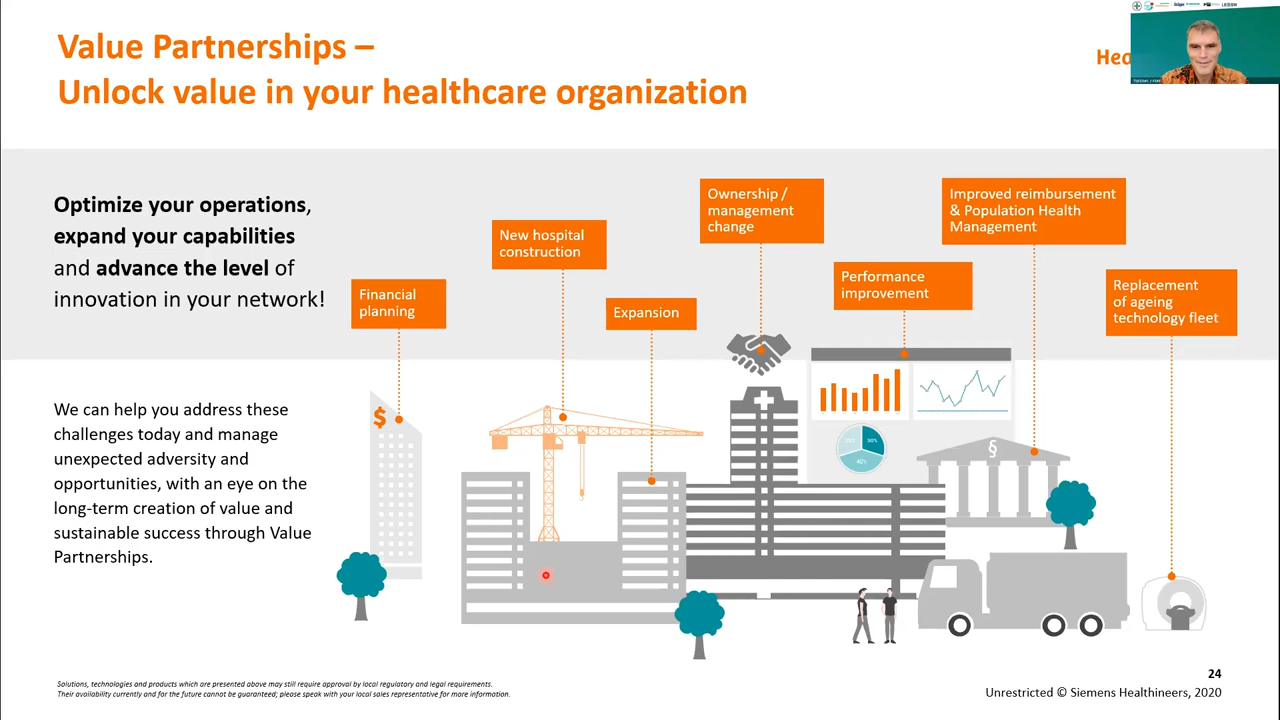 Value Partnerships –
Unlock value in your healthcare organization
Optimize your operations,
expand your capabilities
and advance the level of
innovation in your network!
We can help you address these
challenges today and manage
unexpected adversity and
opportunities, with an eye on the
long-term creation of value and
sustainable success through Value
Partnerships.
Financial
planning
New hospital
construction
Expansion
Ownership /
management
change
Performance
improvement
Improved reimbursement
& Population Health
Management
Replacement
of ageing
technology fleet
$
§
30%
40%
Solutions, technologies and products which are presented above may still require approval by local regulatory and legal requirements.
Their availability currently and for the future cannot be guaranteed; please speak with your local sales representative for more information.
24
Unrestricted © Siemens Healthineers, 2020